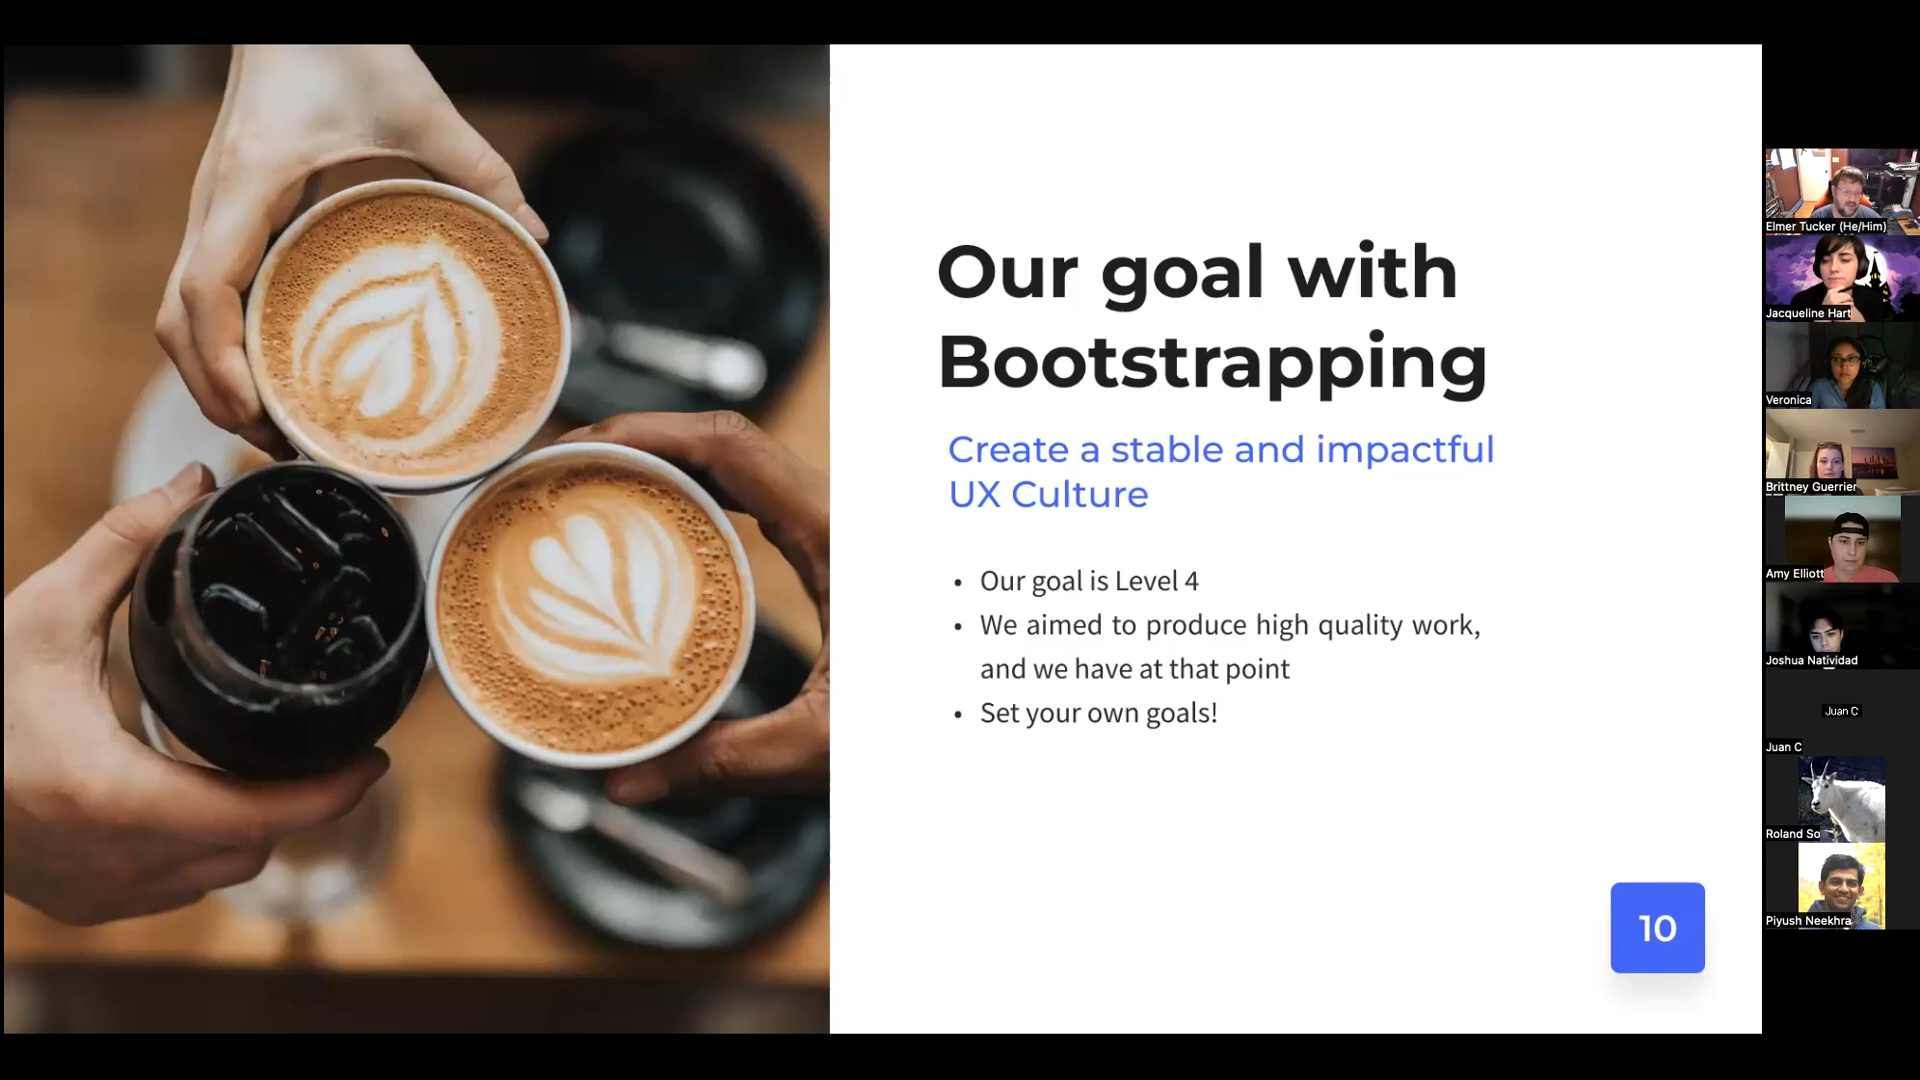 Our goal with
Bootstrapping
Create a stable and impactful
UX Culture
• Our goal is Level 4
• We aimed to produce high quality work,
and we have at that point
• Set your own goals!
10
Elmer Tucker (He/Him)
Jacqueline Hart
Veronica
Brittney Guerrier
Amy Elliott
Joshua Natividad
Juan C
Juan C
Roland So
Piyush Neekhra